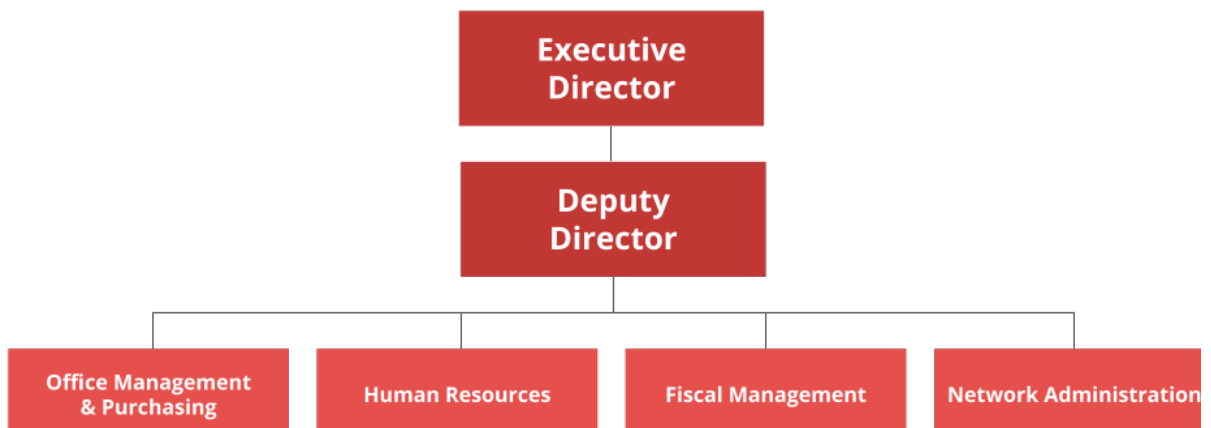 Executive
Director
Deputy
Director
Office Management
& Purchasing
Human Resources
Fiscal Management
Network Administration